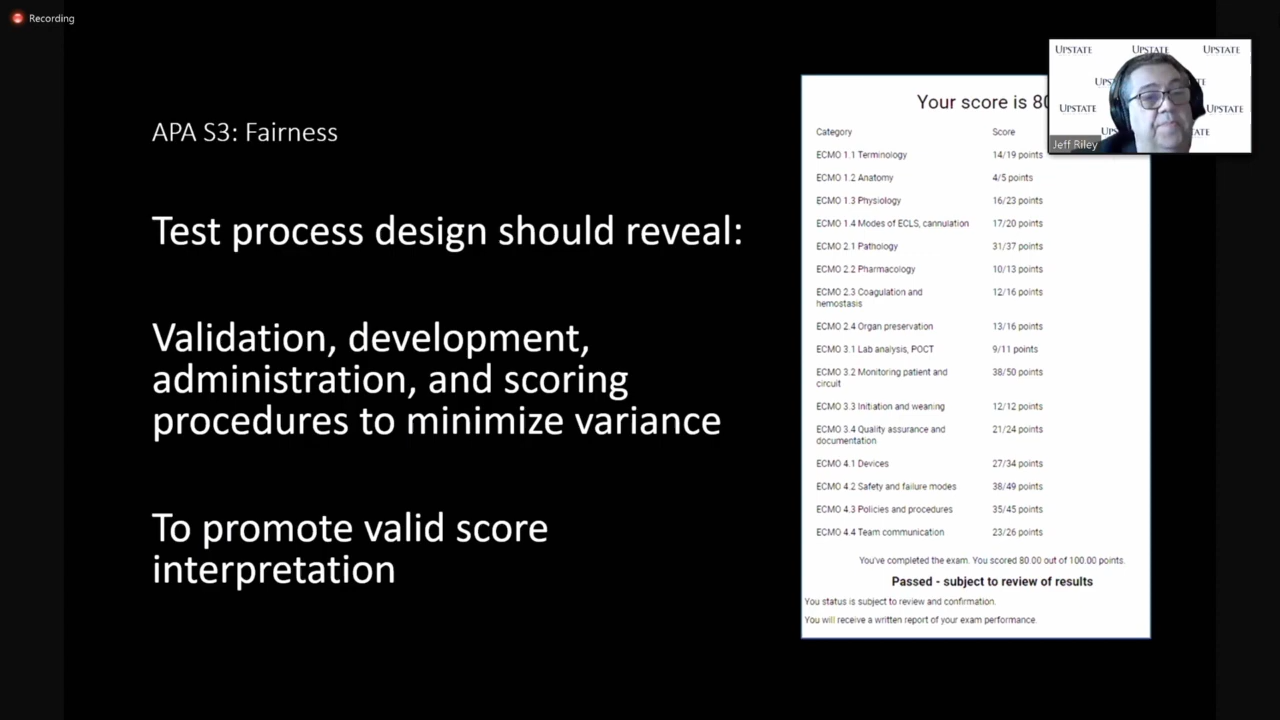 Recording
APA S3: Fairness
Test process design should reveal:
Validation, development,
administration, and scoring
procedures to minimize variance
To promote valid score
interpretation
Your score is 80
Category Score
ECMO 1.1 Terminology 14/19 points
ECMO 1.2 Anatomy 4/5 points
ECMO 1.3 Physiology 16/23 points
ECMO 1.4 Modes of ECLS, cannulation 17/20 points
ECMO 2.1 Pathology 31/37 points
ECMO 2.2 Pharmacology 10/13 points
ECMO 2.3 Coagulation and 12/16 points
hemostasis
ECMO 2.4 Organ preservation 13/16 points
ECMO 3.1 Lab analysis, POCT 9/11 points
ECMO 3.2 Monitoring patient and 38/50 points
circuit
ECMO 3.3 Initiation and weaning 12/12 points
ECMO 3.4 Quality assurance and 21/24 points
documentation
ECMO 4.1 Devices 27/34 points
ECMO 4.2 Safety and failure modes 38/49 points
ECMO 4.3 Policies and procedures 35/45 points
ECMO 4.4 Team communication 23/26 points
You've completed the exam. You scored 80.00 out of 100.00 points.
Passed - subject to review of results
You status is subject to review and confirmation.
You will receive a written report of your exam performance.
UPSTATE UPSTATE UPSTATE
UPSTATE UPSTATE
Jeff Riley